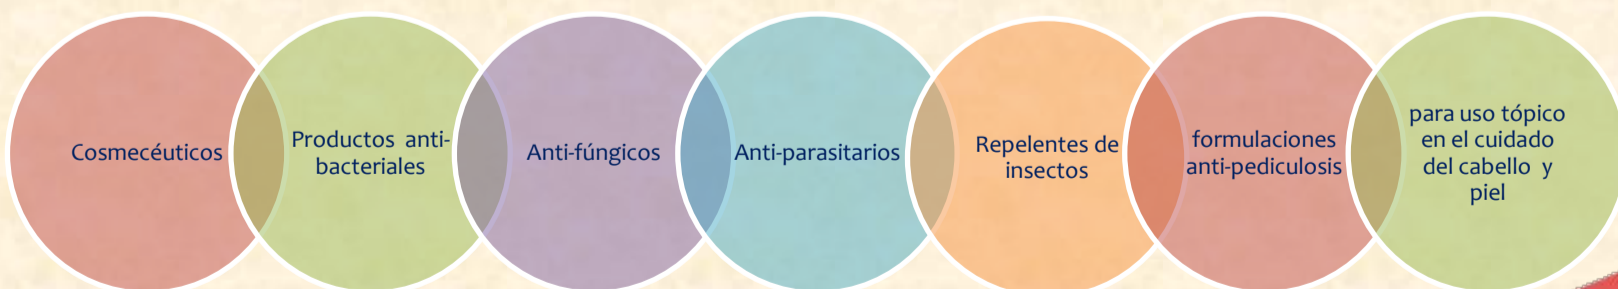 Cosmecéuticos
Productos anti-
bacteriales
Anti-fúngicos
Anti-parasitarios
Repelentes de
insectos
formulaciones
anti-pediculosis
para uso tópico
en el cuidado
del cabello y
piel